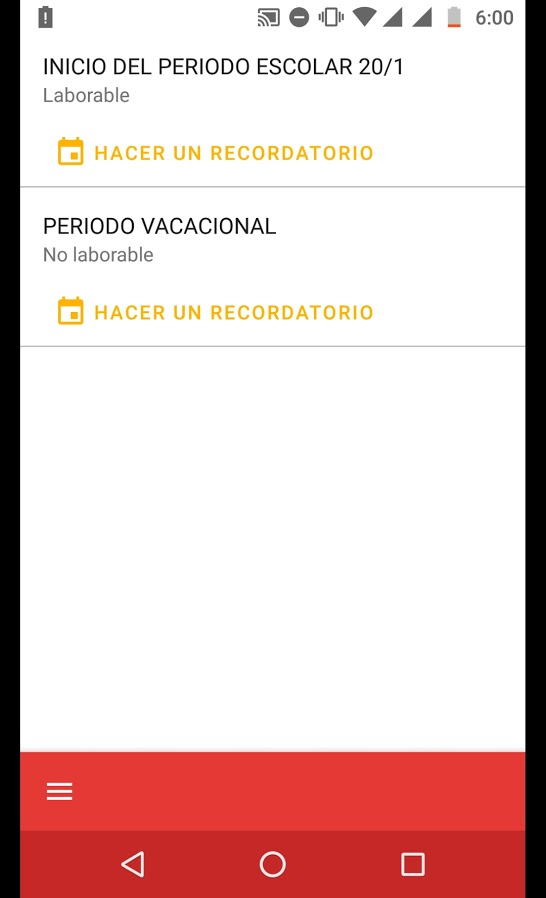 6:00
INICIO DEL PERIODO ESCOLAR 20/1
Laborable
HACER UN RECORDATORIO
PERIODO VACACIONAL
No laborable
HACER UN RECORDATORIO